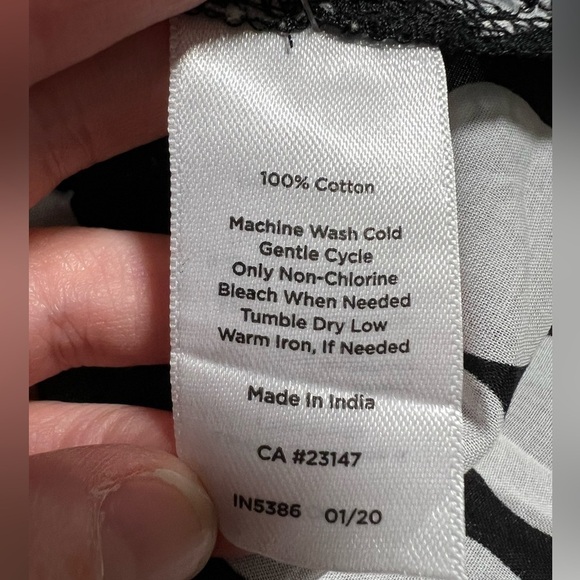 100% Cotton
Machine Wash Cold
Gentle Cycle
Only Non-Chlorine
Bleach When Needed
Tumble Dry Low
Warm Iron, If Needed
Made In India
CA #23147
IN5386 01/20